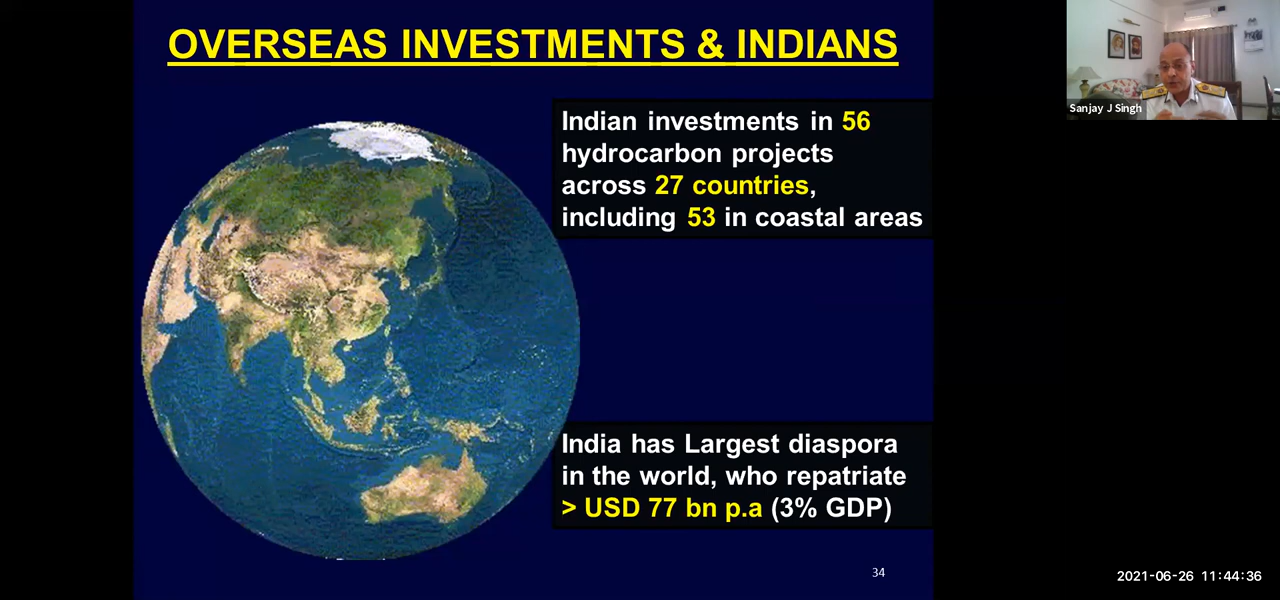 OVERSEAS INVESTMENTS & INDIANS
Sanjay J Singh
Indian investments in 56
hydrocarbon projects
across 27 countries,
including 53 in coastal areas
India has Largest diaspora
in the world, who repatriate
> USD 77 bn p.a (3% GDP)
34
2021-06-26 11:44:36